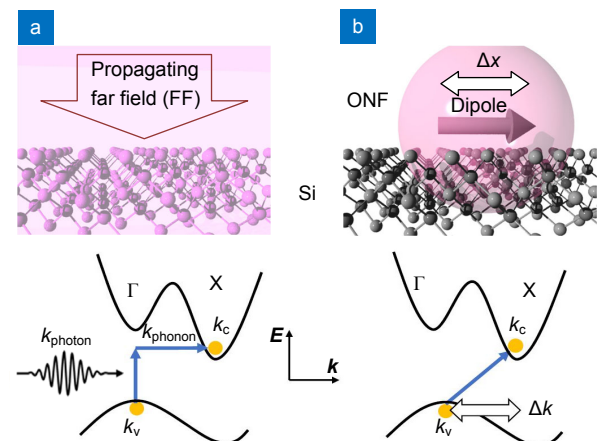 a
Propagating
far field (FF)
b
Δx
ONF
Dipole
Si
Γ
X
k_photon
k_phonon
k_c
k_v
E
k
Γ
X
k_c
k_v
Δk